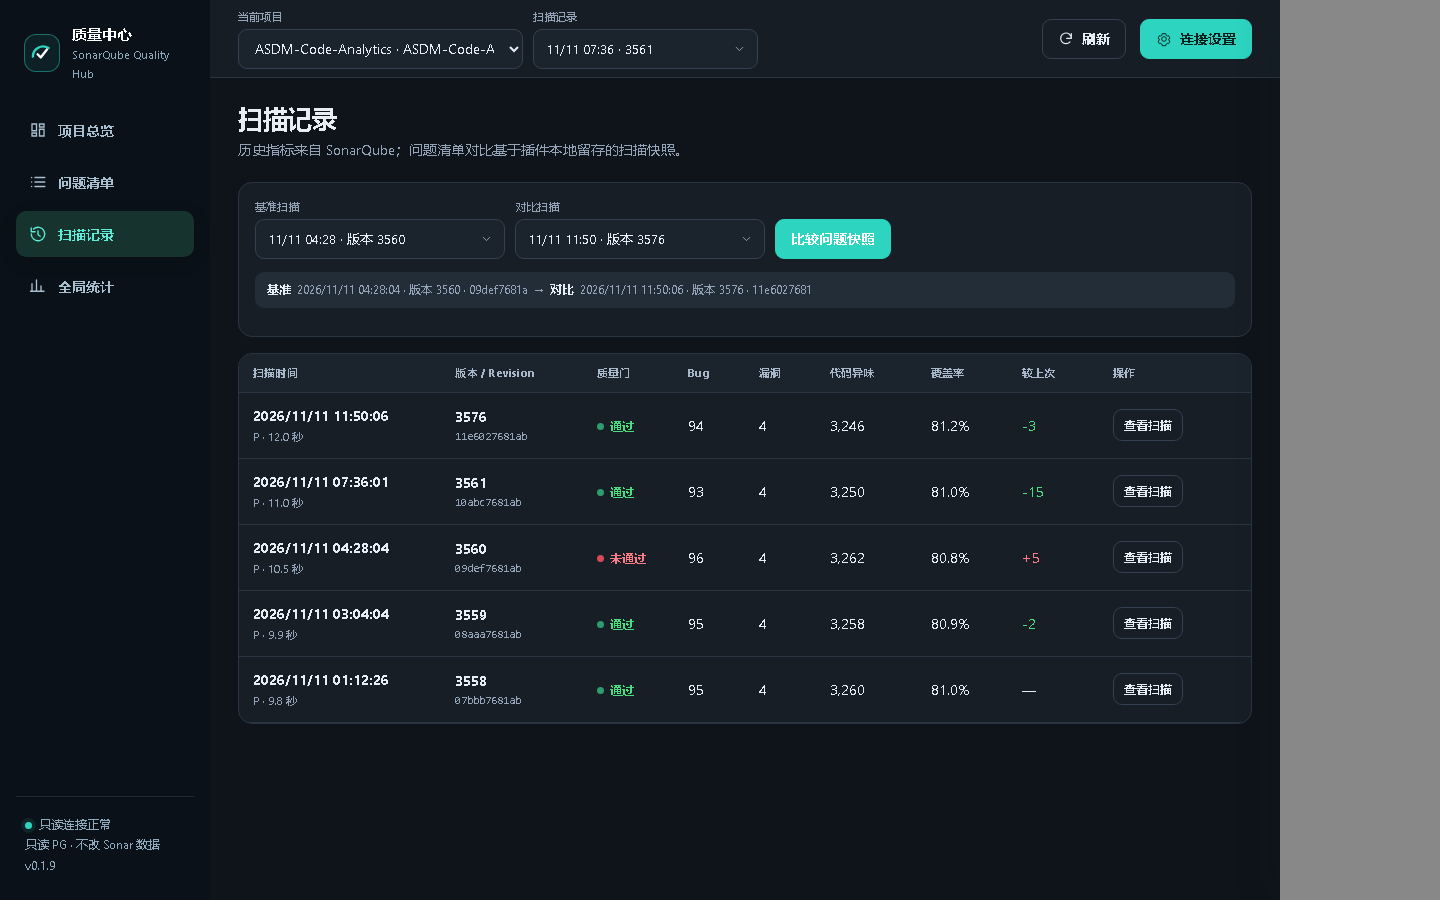 质量中心
SonarQube Quality
Hub
项目总览
问题清单
扫描记录
全局统计
只读连接正常
只读 PG · 不改 Sonar 数据
v0.1.9
当前项目
扫描记录
ASDM-Code-Analytics · ASDM-Code-A
11/11 07:36 · 3561
刷新
连接设置
扫描记录
历史指标来自 SonarQube；问题清单对比基于插件本地留存的扫描快照。
基准扫描
对比扫描
11/11 04:28 · 版本 3560
11/11 11:50 · 版本 3576
比较问题快照
基准 2026/11/11 04:28:04 · 版本 3560 · 09def7681a → 对比 2026/11/11 11:50:06 · 版本 3576 · 11e6027681
扫描时间 版本 / Revision 质量门 Bug 漏洞 代码异味 覆盖率 较上次 操作
2026/11/11 11:50:06 3576 通过 94 4 3,246 81.2% -3 查看扫描
P · 12.0 秒 11e6027681ab
2026/11/11 07:36:01 3561 通过 93 4 3,250 81.0% -15 查看扫描
P · 11.0 秒 10abc7681ab
2026/11/11 04:28:04 3560 未通过 96 4 3,262 80.8% +5 查看扫描
P · 10.5 秒 09def7681ab
2026/11/11 03:04:04 3559 通过 95 4 3,258 80.9% -2 查看扫描
P · 9.9 秒 08aaa7681ab
2026/11/11 01:12:26 3558 通过 95 4 3,260 81.0% — 查看扫描
P · 9.8 秒 07bbb7681ab